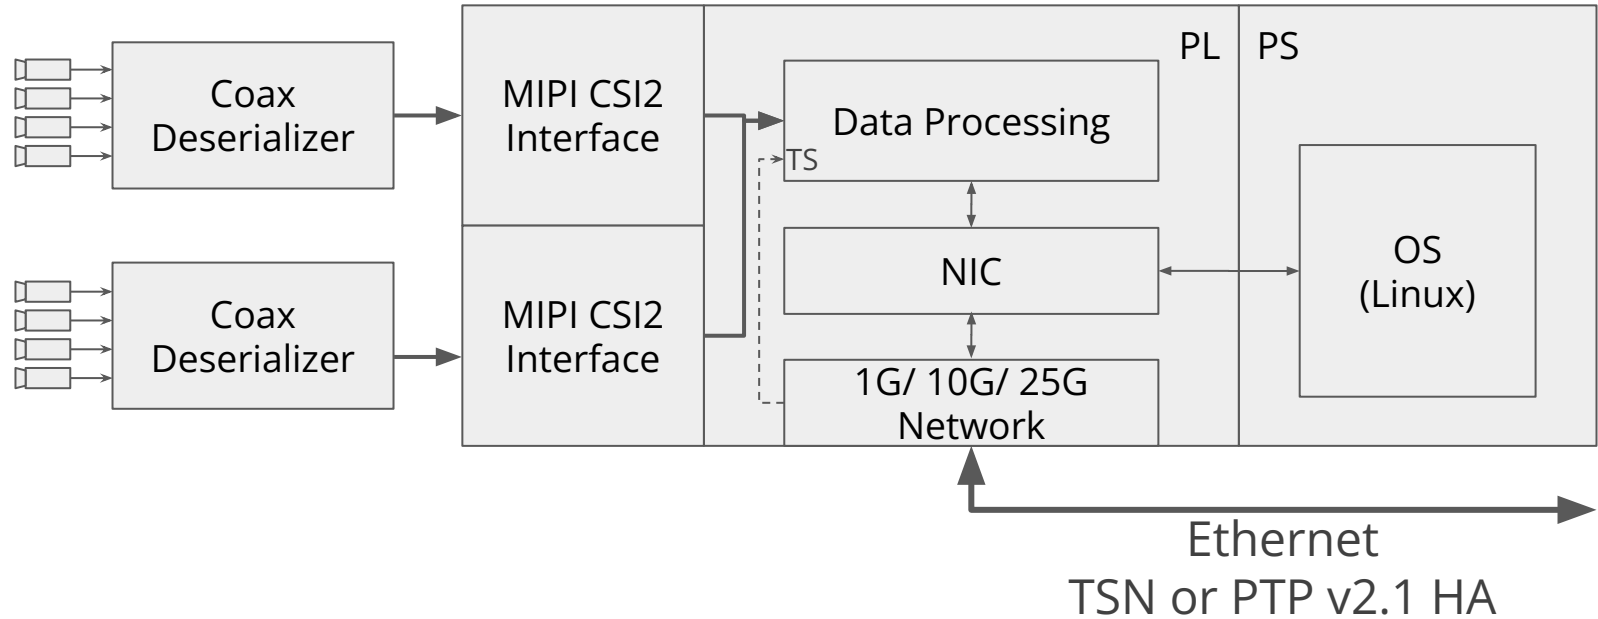 Coax
Deserializer
MIPI CSI2
Interface
PL
PS
Data Processing
TS
NIC
OS
(Linux)
Coax
Deserializer
MIPI CSI2
Interface
1G/ 10G/ 25G
Network
Ethernet
TSN or PTP v2.1 HA